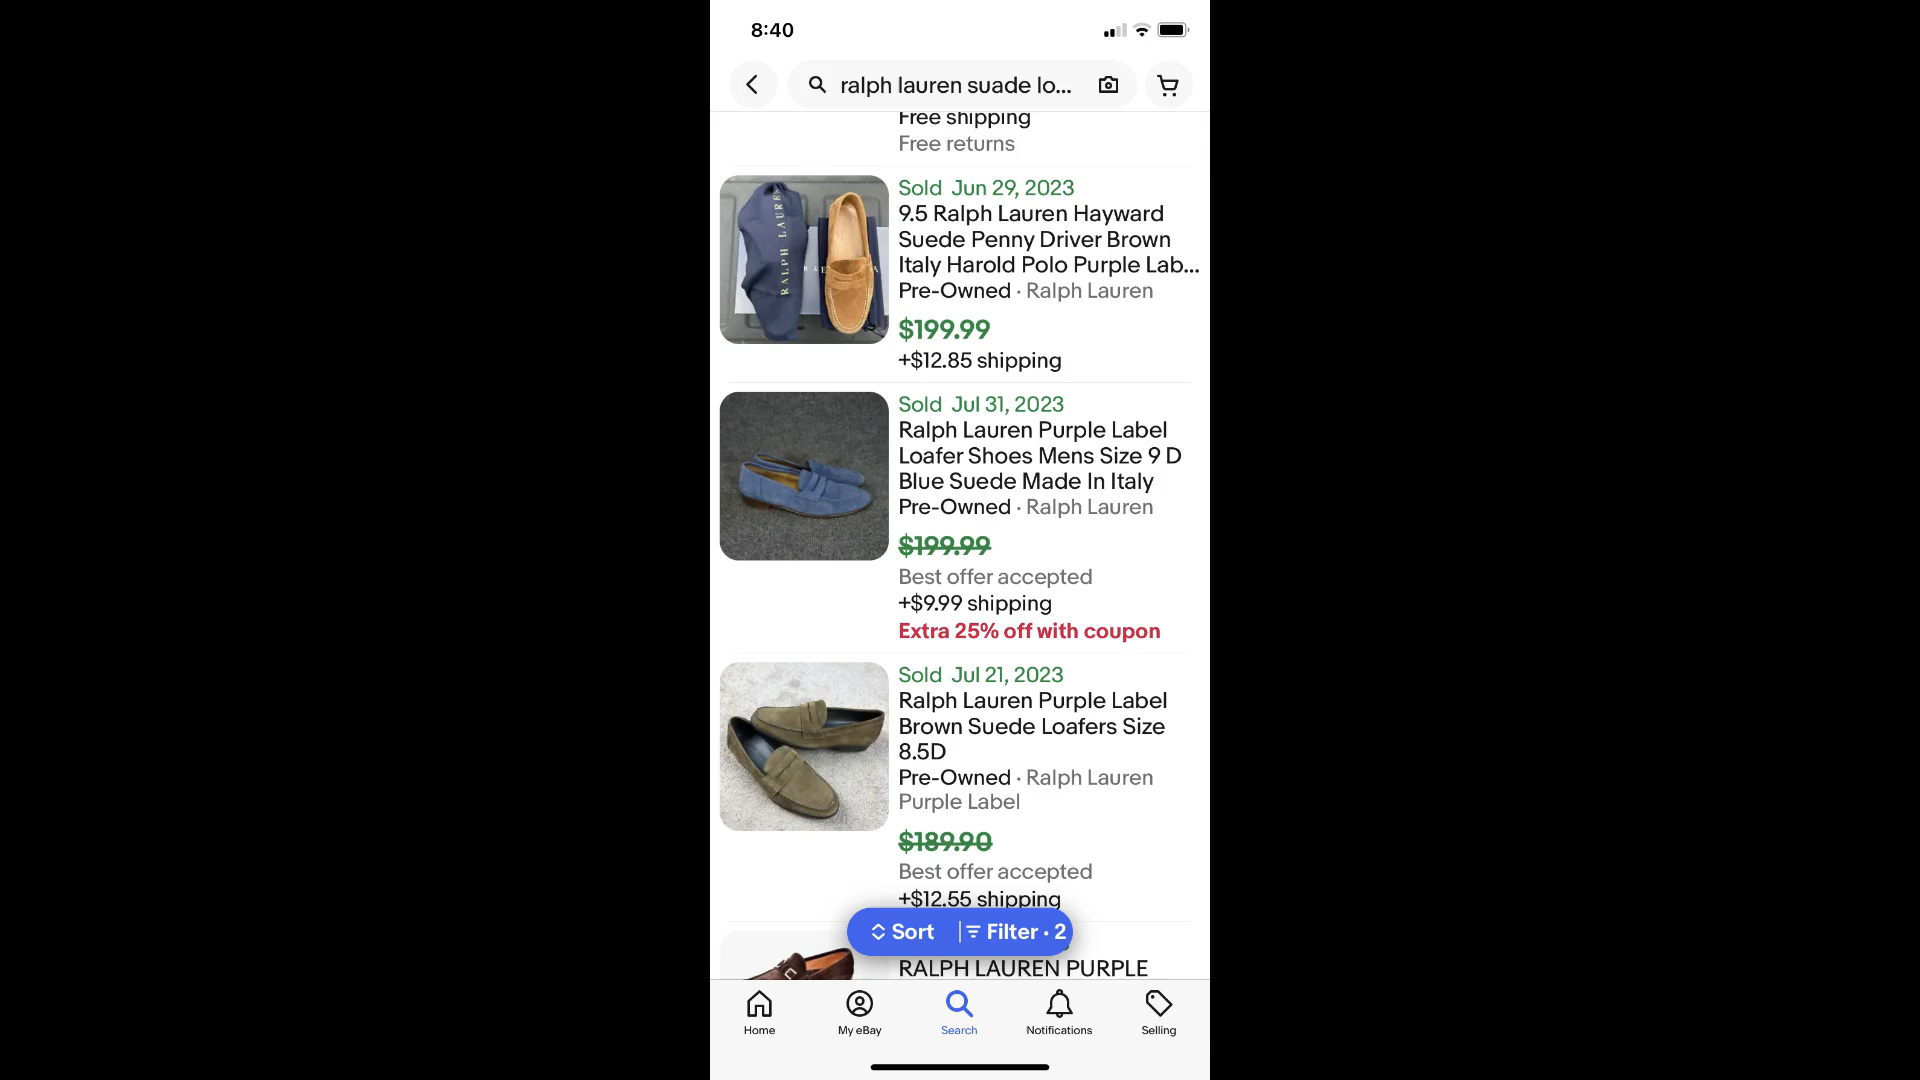 8:40
ralph lauren suade lo...
Free shipping
Free returns
Sold Jun 29, 2023
9.5 Ralph Lauren Hayward
Suede Penny Driver Brown
Italy Harold Polo Purple Lab...
Pre-Owned · Ralph Lauren
$199.99
+$12.85 shipping
RALPH LAUREN
Sold Jul 31, 2023
Ralph Lauren Purple Label
Loafer Shoes Mens Size 9 D
Blue Suede Made In Italy
Pre-Owned · Ralph Lauren
$199.99
Best offer accepted
+$9.99 shipping
Extra 25% off with coupon
Sold Jul 21, 2023
Ralph Lauren Purple Label
Brown Suede Loafers Size
8.5D
Pre-Owned · Ralph Lauren
Purple Label
$189.90
Best offer accepted
+$12.55 shipping
Sort Filter · 2
RALPH LAUREN PURPLE
Home My eBay Search Notifications Selling